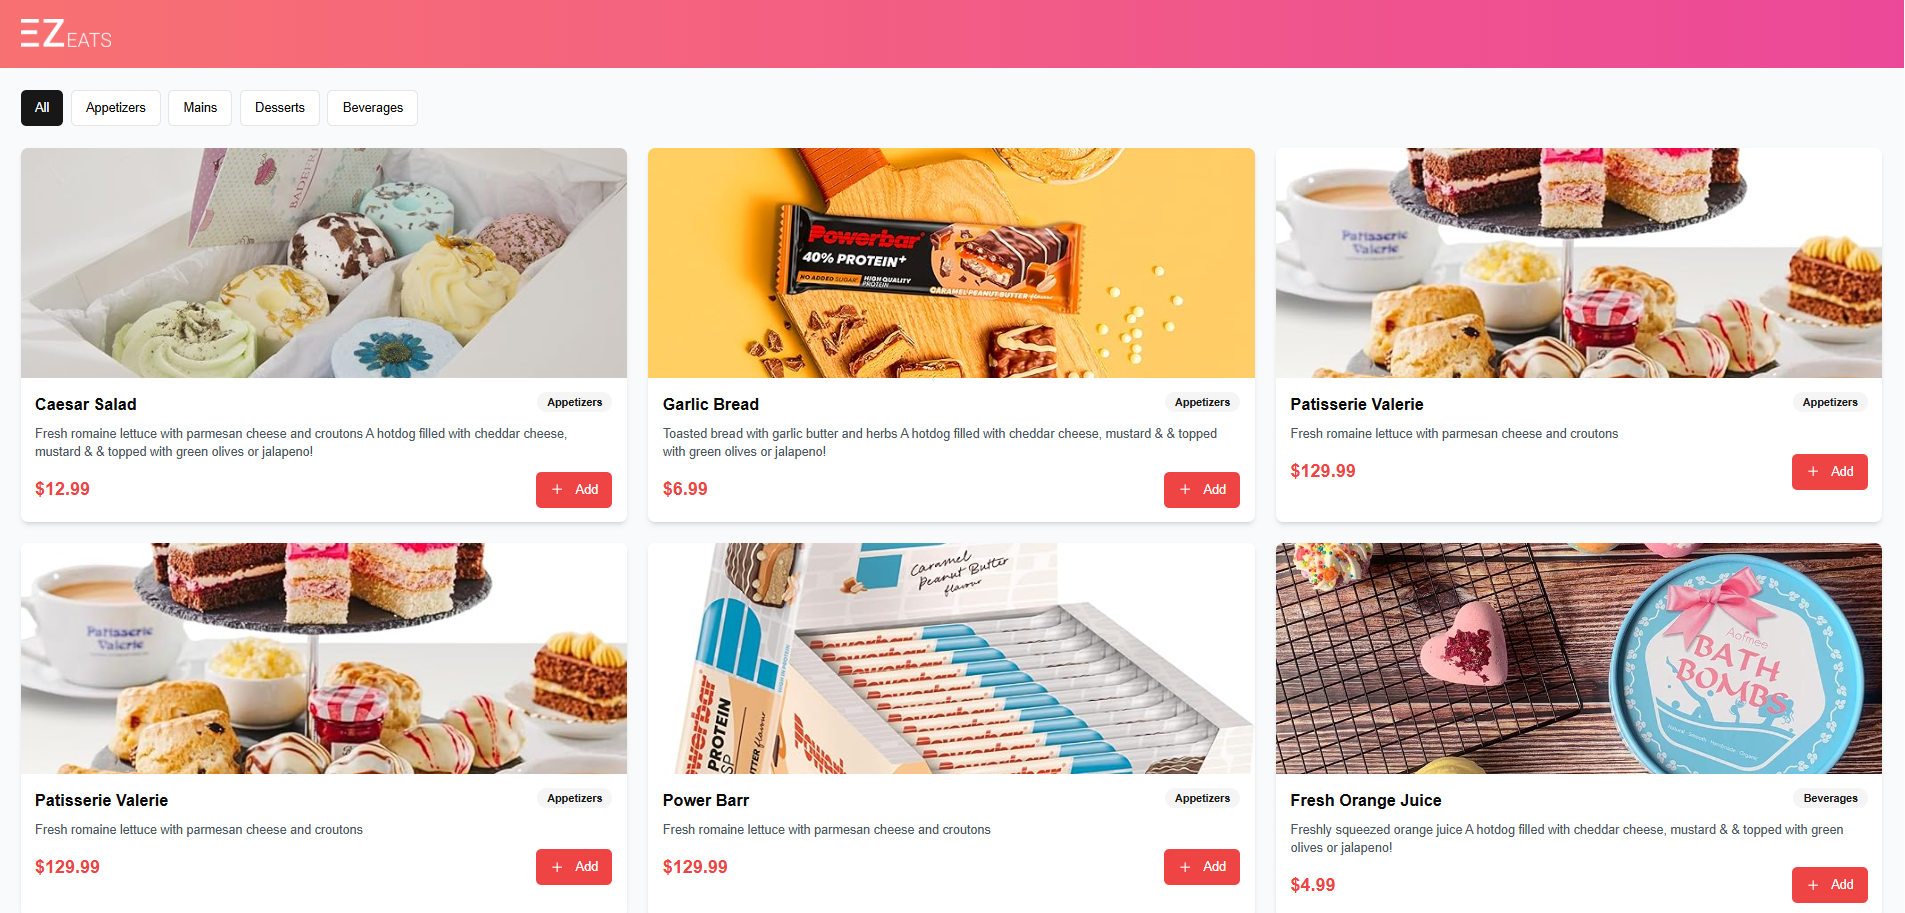 EZ EATS
All
Appetizers
Mains
Desserts
Beverages
BADEFEE
Powerbar
40% PROTEIN+
NO ADDED SUGAR
HIGH QUALITY
PROTEIN
CARAMEL PEANUT BUTTER flavour
Patisserie
Valerie
Caesar Salad
Appetizers
Fresh romaine lettuce with parmesan cheese and croutons A hotdog filled with cheddar cheese,
mustard & & topped with green olives or jalapeno!
$12.99
+ Add
Garlic Bread
Appetizers
Toasted bread with garlic butter and herbs A hotdog filled with cheddar cheese, mustard & & topped
with green olives or jalapeno!
$6.99
+ Add
Patisserie Valerie
Appetizers
Fresh romaine lettuce with parmesan cheese and croutons
$129.99
+ Add
Patisserie
Valerie
Caramel
Peanut Butter
flavour
Powerbar
PROTEIN
Aofmee
BATH
BOMBS
Natural · Smooth · Handmade · Organic
Patisserie Valerie
Appetizers
Fresh romaine lettuce with parmesan cheese and croutons
$129.99
+ Add
Power Barr
Appetizers
Fresh romaine lettuce with parmesan cheese and croutons
$129.99
+ Add
Fresh Orange Juice
Beverages
Freshly squeezed orange juice A hotdog filled with cheddar cheese, mustard & & topped with green
olives or jalapeno!
$4.99
+ Add